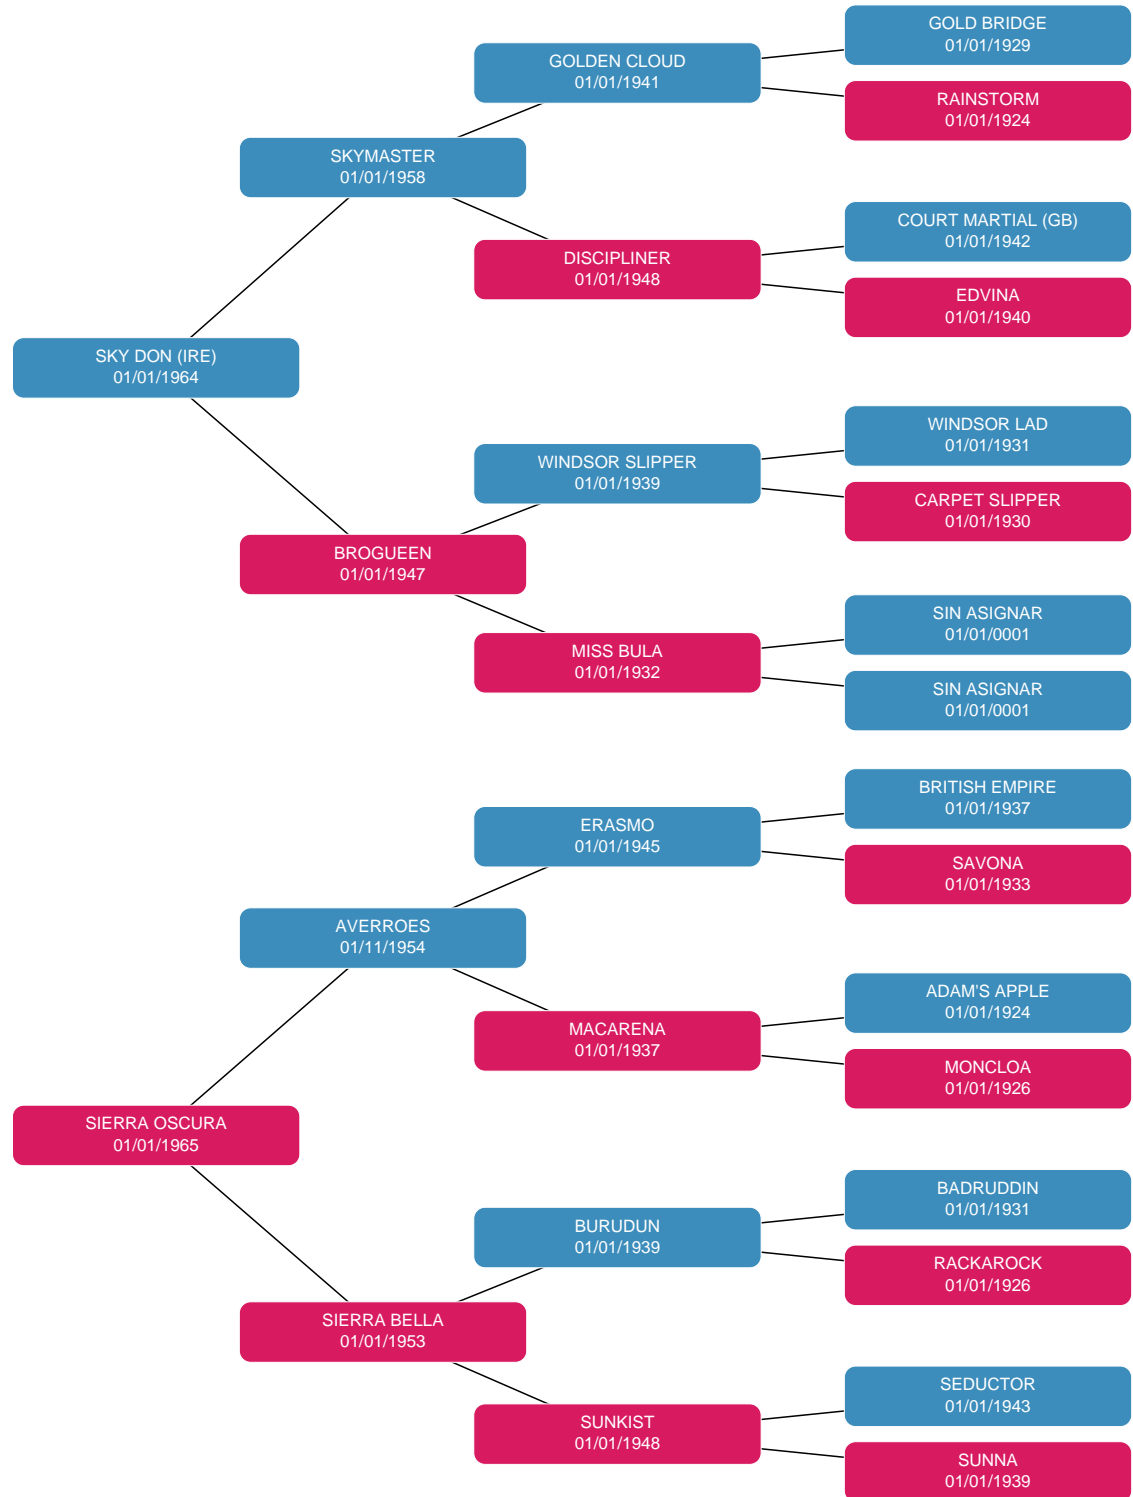 GOLD BRIDGE
01/01/1929
GOLDEN CLOUD
01/01/1941
RAINSTORM
01/01/1924
SKYMASTER
01/01/1958
COURT MARTIAL (GB)
01/01/1942
DISCIPLINER
01/01/1948
EDVINA
01/01/1940
SKY DON (IRE)
01/01/1964
WINDSOR LAD
01/01/1931
WINDSOR SLIPPER
01/01/1939
CARPET SLIPPER
01/01/1930
BROGUEEN
01/01/1947
SIN ASIGNAR
01/01/0001
MISS BULA
01/01/1932
SIN ASIGNAR
01/01/0001
BRITISH EMPIRE
01/01/1937
ERASMO
01/01/1945
SAVONA
01/01/1933
AVERROES
01/11/1954
ADAM'S APPLE
01/01/1924
MACARENA
01/01/1937
MONCLOA
01/01/1926
SIERRA OSCURA
01/01/1965
BADRUDDIN
01/01/1931
BURUDUN
01/01/1939
RACKAROCK
01/01/1926
SIERRA BELLA
01/01/1953
SEDUCTOR
01/01/1943
SUNKIST
01/01/1948
SUNNA
01/01/1939